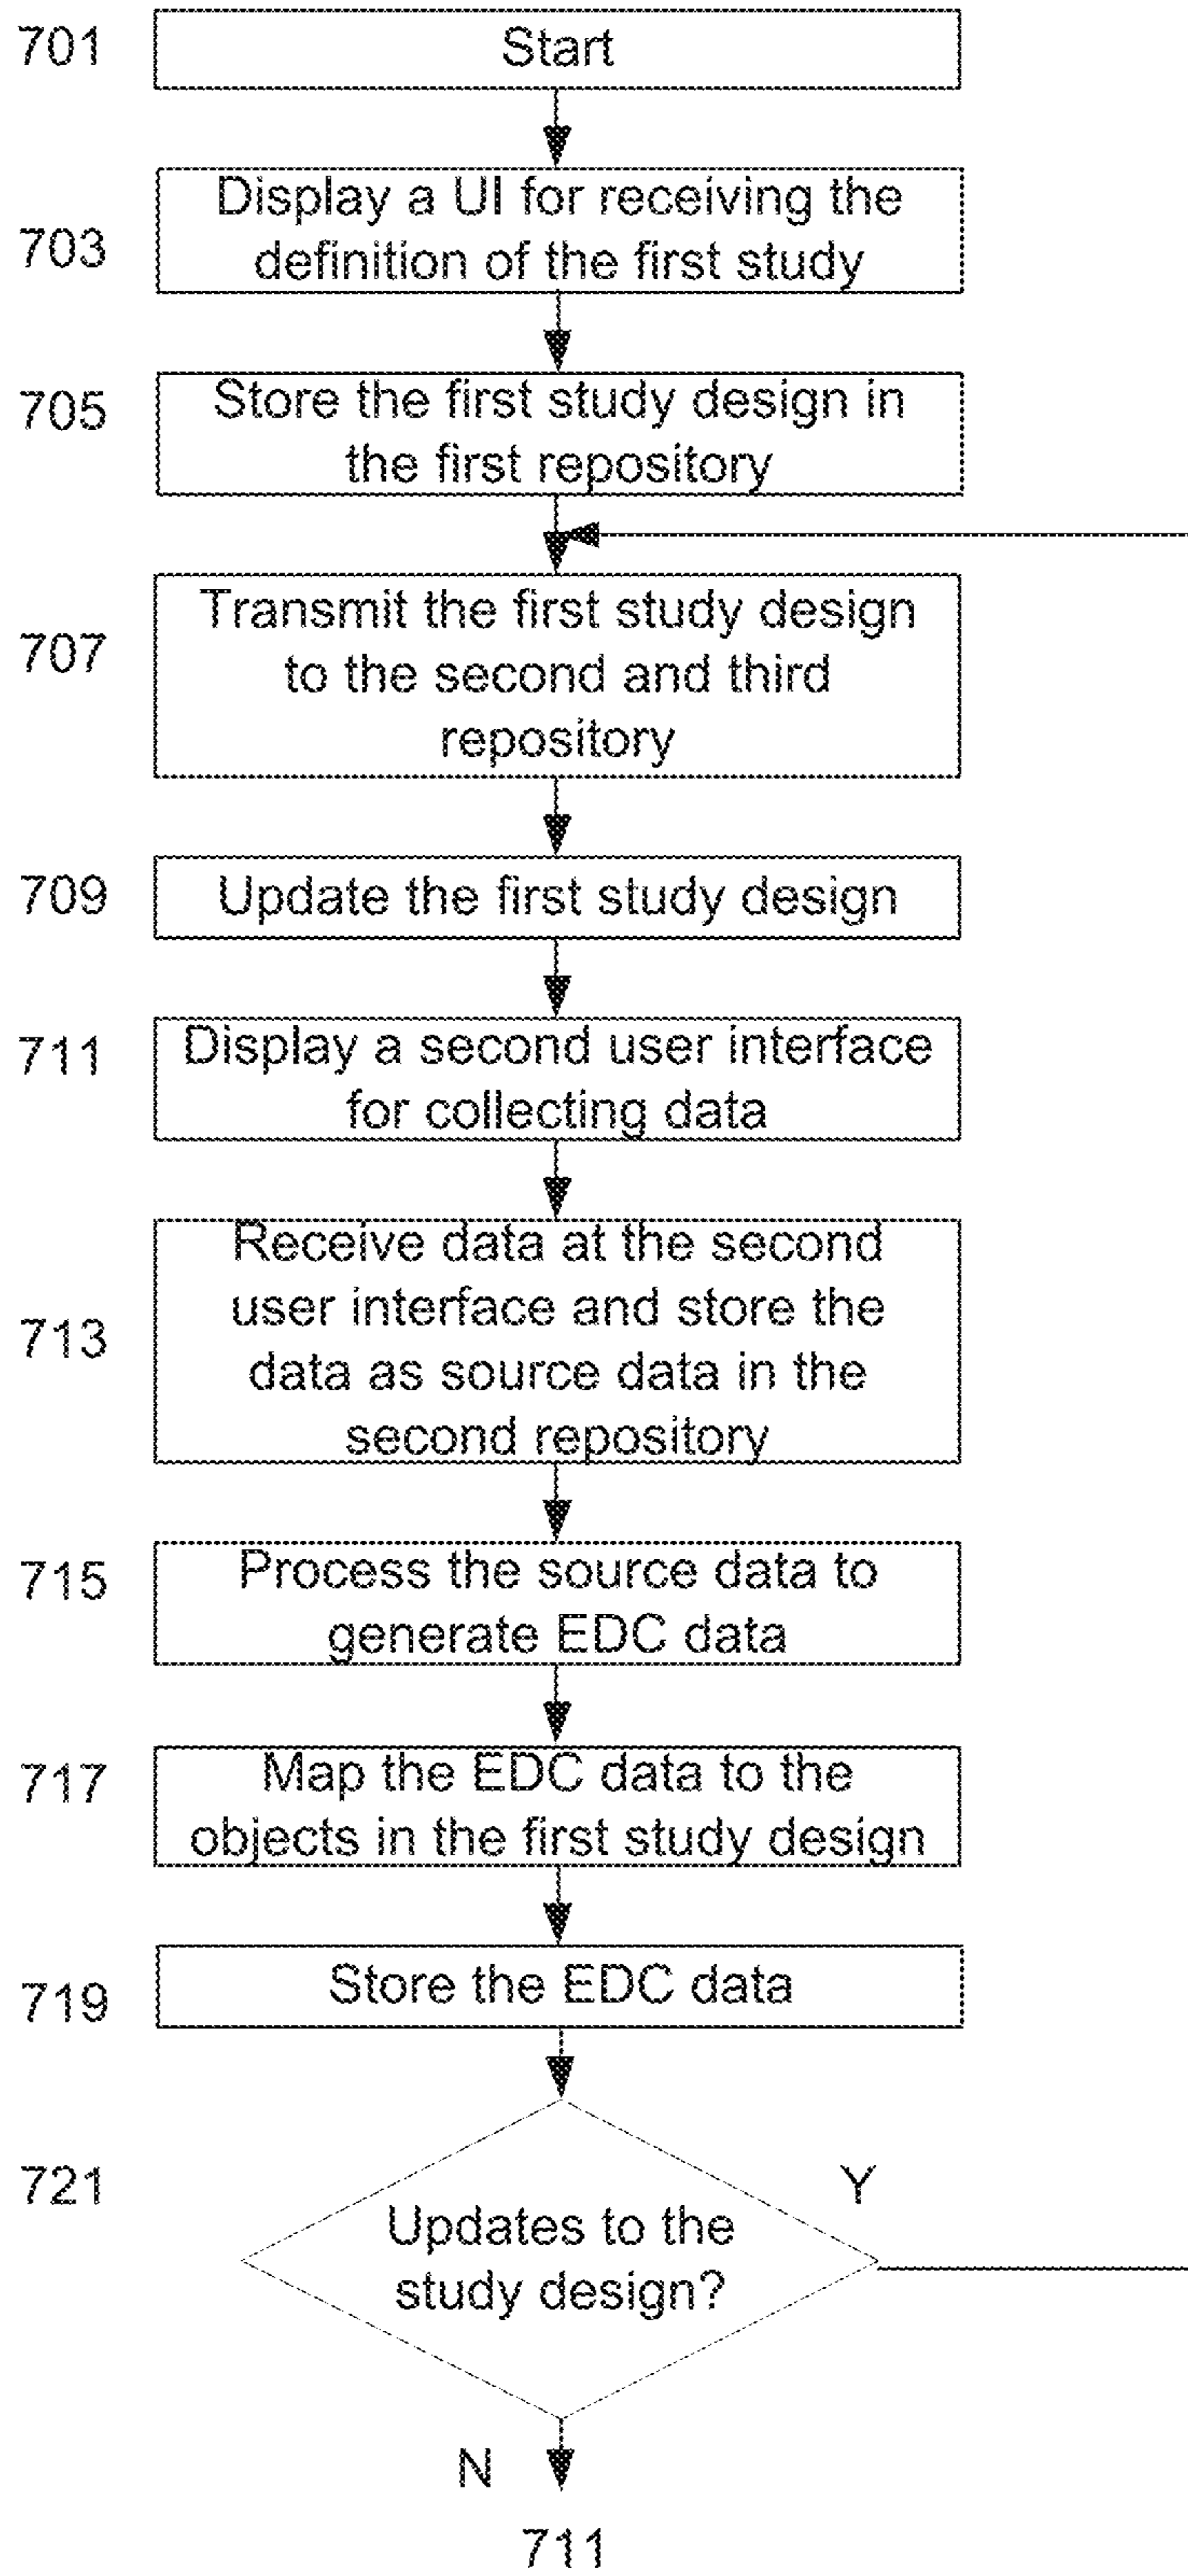 701
Start
703
Display a UI for receiving the
definition of the first study
705
Store the first study design in
the first repository
707
Transmit the first study design
to the second and third
repository
709
Update the first study design
711
Display a second user interface
for collecting data
713
Receive data at the second
user interface and store the
data as source data in the
second repository
715
Process the source data to
generate EDC data
717
Map the EDC data to the
objects in the first study design
719
Store the EDC data
721
Y
Updates to the
study design?
N
711